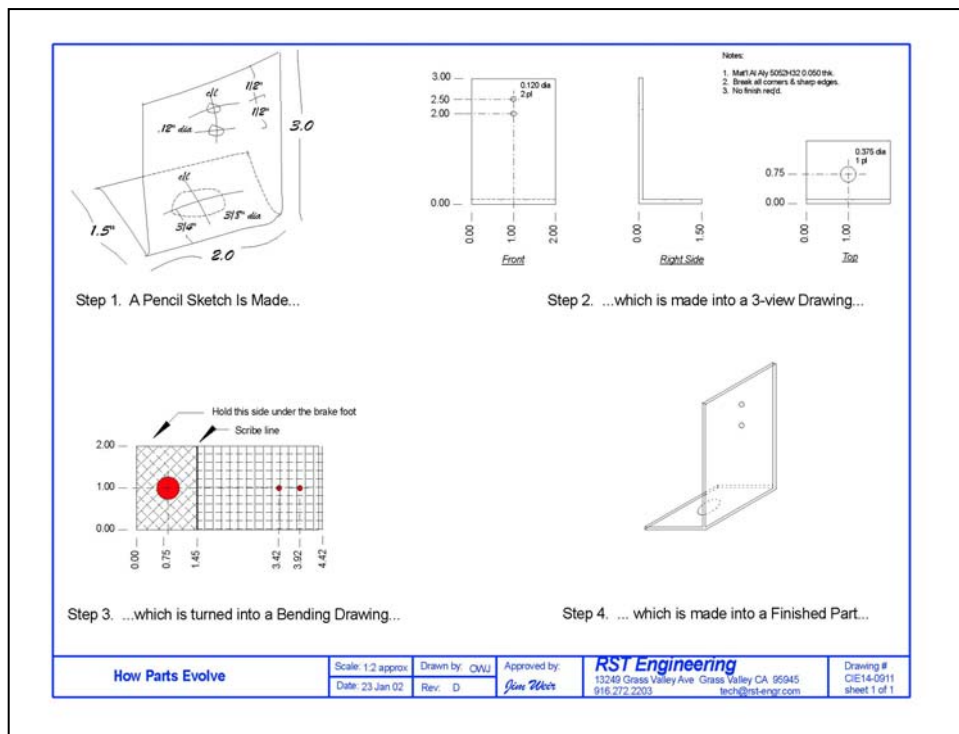 c/L
1/2"
1/2"
.12" dia
3.0
c/L
3/8" dia
3/4"
1.5"
2.0
Step 1. A Pencil Sketch Is Made...
3.00
2.50
2.00
0.00
0.120 dia
2 pl
0.00
1.00
2.00
Front
0.00
1.50
Right Side
Notes:
1. Mat'l Al Aly 5052H32 0.050 thk.
2. Break all corners & sharp edges.
3. No finish req'd.
0.375 dia
1 pl
0.75
0.00
0.00
1.00
Top
Step 2. ...which is made into a 3-view Drawing...
Hold this side under the brake foot
Scribe line
2.00
1.00
0.00
0.00
0.75
1.45
3.42
3.92
4.42
Step 3. ...which is turned into a Bending Drawing...
Step 4. ... which is made into a Finished Part...
How Parts Evolve
Scale: 1:2 approx
Date: 23 Jan 02
Drawn by: OWJ
Rev: D
Approved by:
Jim Weir
RST Engineering
13249 Grass Valley Ave Grass Valley CA 95945
916.272.2203 tech@rst-engr.com
Drawing #
CIE14-0911
sheet 1 of 1